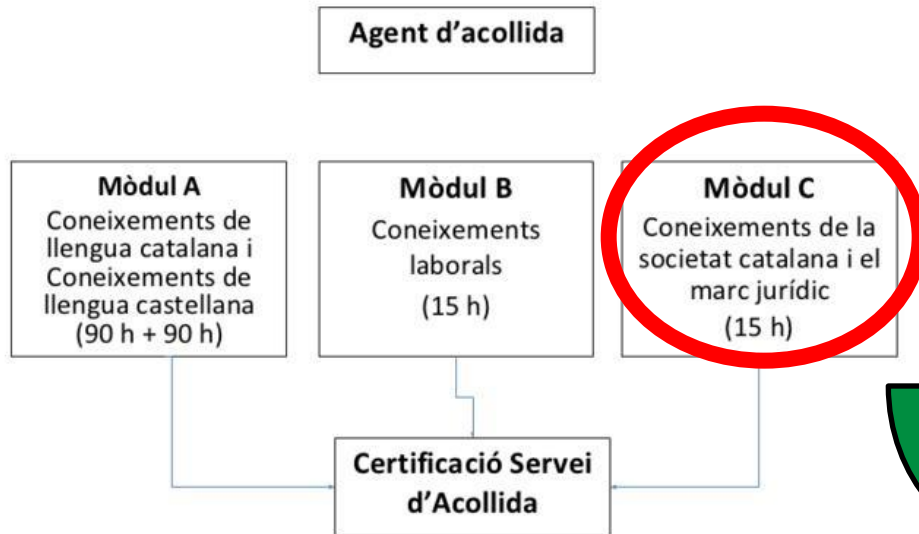 Agent d’acollida
Mòdul A
Coneixements de
llengua catalana i
Coneixements de
llengua castellana
(90 h + 90 h)
Mòdul B
Coneixements
laborals
(15 h)
Mòdul C
Coneixements de la
societat catalana i el
marc jurídic
(15 h)
Certificació Servei
d’Acollida